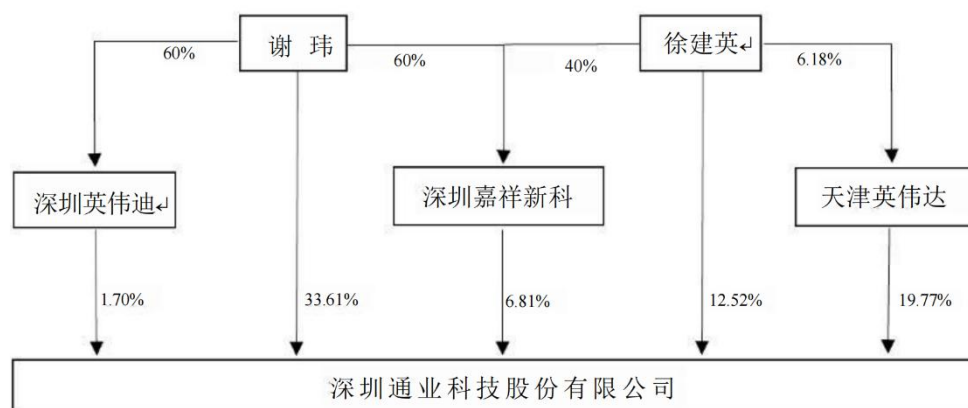 谢 玮
徐建英↲
60%
60%
40%
6.18%
深圳英伟迪↲
深圳嘉祥新科
天津英伟达
1.70%
33.61%
6.81%
12.52%
19.77%
深圳通业科技股份有限公司